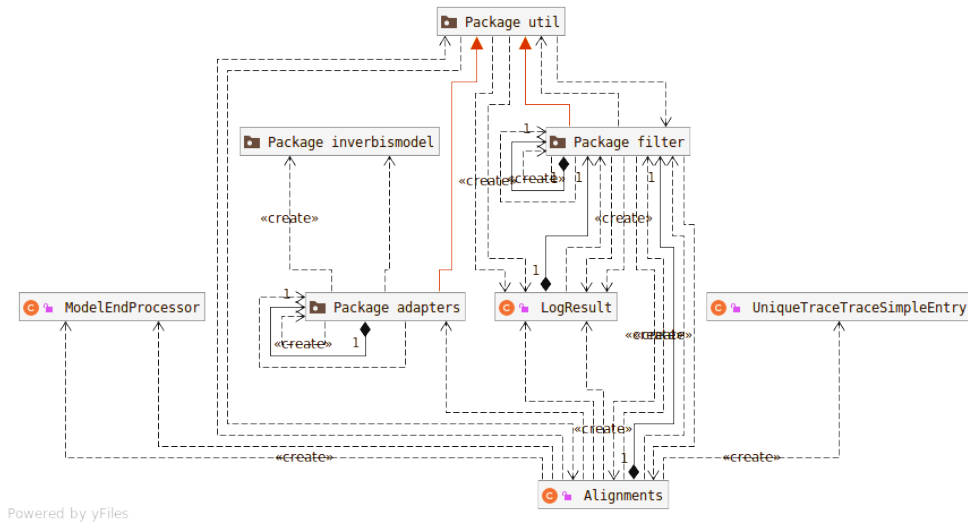 Package util
Package inverbismodel
1
Package filter
«create»
«create»
1
1
1
«create»
«create»
1
1
ModelEndProcessor
Package adapters
LogResult
UniqueTraceTraceSimpleEntry
«create»
1
«create»
«create»
«create»
«create»
1
«create»
Alignments
Powered by yFiles